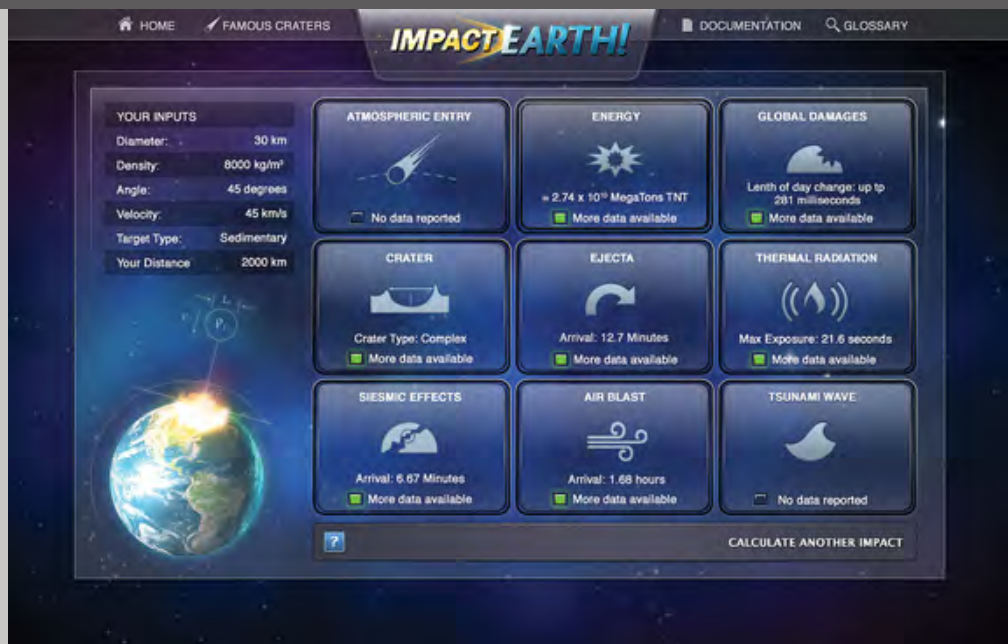 HOME
FAMOUS CRATERS
IMPACT EARTH!
DOCUMENTATION
GLOSSARY
YOUR INPUTS
Diameter: 30 km
Density: 8000 kg/m³
Angle: 45 degrees
Velocity: 45 km/s
Target Type: Sedimentary
Your Distance 2000 km
ATMOSPHERIC ENTRY
No data reported
ENERGY
MegaTons TNT
More data available
GLOBAL DAMAGES
Lenth of day change: up tp
281 milliseconds
More data available
CRATER
Crater Type: Complex
More data available
EJECTA
Arrival: 12.7 Minutes
More data available
THERMAL RADIATION
Max Exposure: 21.6 seconds
More data available
SIESMIC EFFECTS
Arrival: 6.67 Minutes
More data available
AIR BLAST
Arrival: 1.68 hours
More data available
TSUNAMI WAVE
No data reported
?
CALCULATE ANOTHER IMPACT